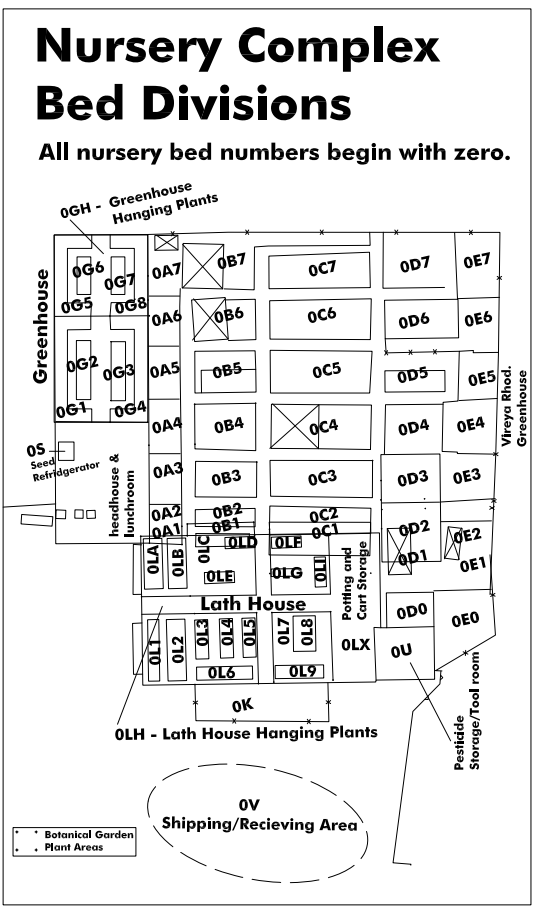 Nursery Complex
Bed Divisions
All nursery bed numbers begin with zero.
0GH - Greenhouse
Hanging Plants
Greenhouse
0G6
0G7
0G5
0G8
0G2
0G3
0G1
0G4
0A7
0B7
0C7
0D7
0E7
0A6
0B6
0C6
0D6
0E6
0A5
0B5
0C5
0D5
0E5
0A4
0B4
0C4
0D4
0E4
Vireya Rhod.
Greenhouse
0S
Seed
Refridgerator
headhouse &
lunchroom
0A3
0B3
0C3
0D3
0E3
0A2
0B2
0C2
0D2
0E2
0A1
0B1
0C1
0D1
0E1
0LA
0LB
0LC
0LD
0LE
0LF
0LG
0LI
Potting and
Cart Storage
Lath House
0D0
0E0
0L1
0L2
0L3
0L4
0L5
0L6
0L7
0L8
0L9
0LX
0U
0K
0LH - Lath House Hanging Plants
Pesticide
Storage/Tool room
0V
Shipping/Recieving Area
Botanical Garden
Plant Areas